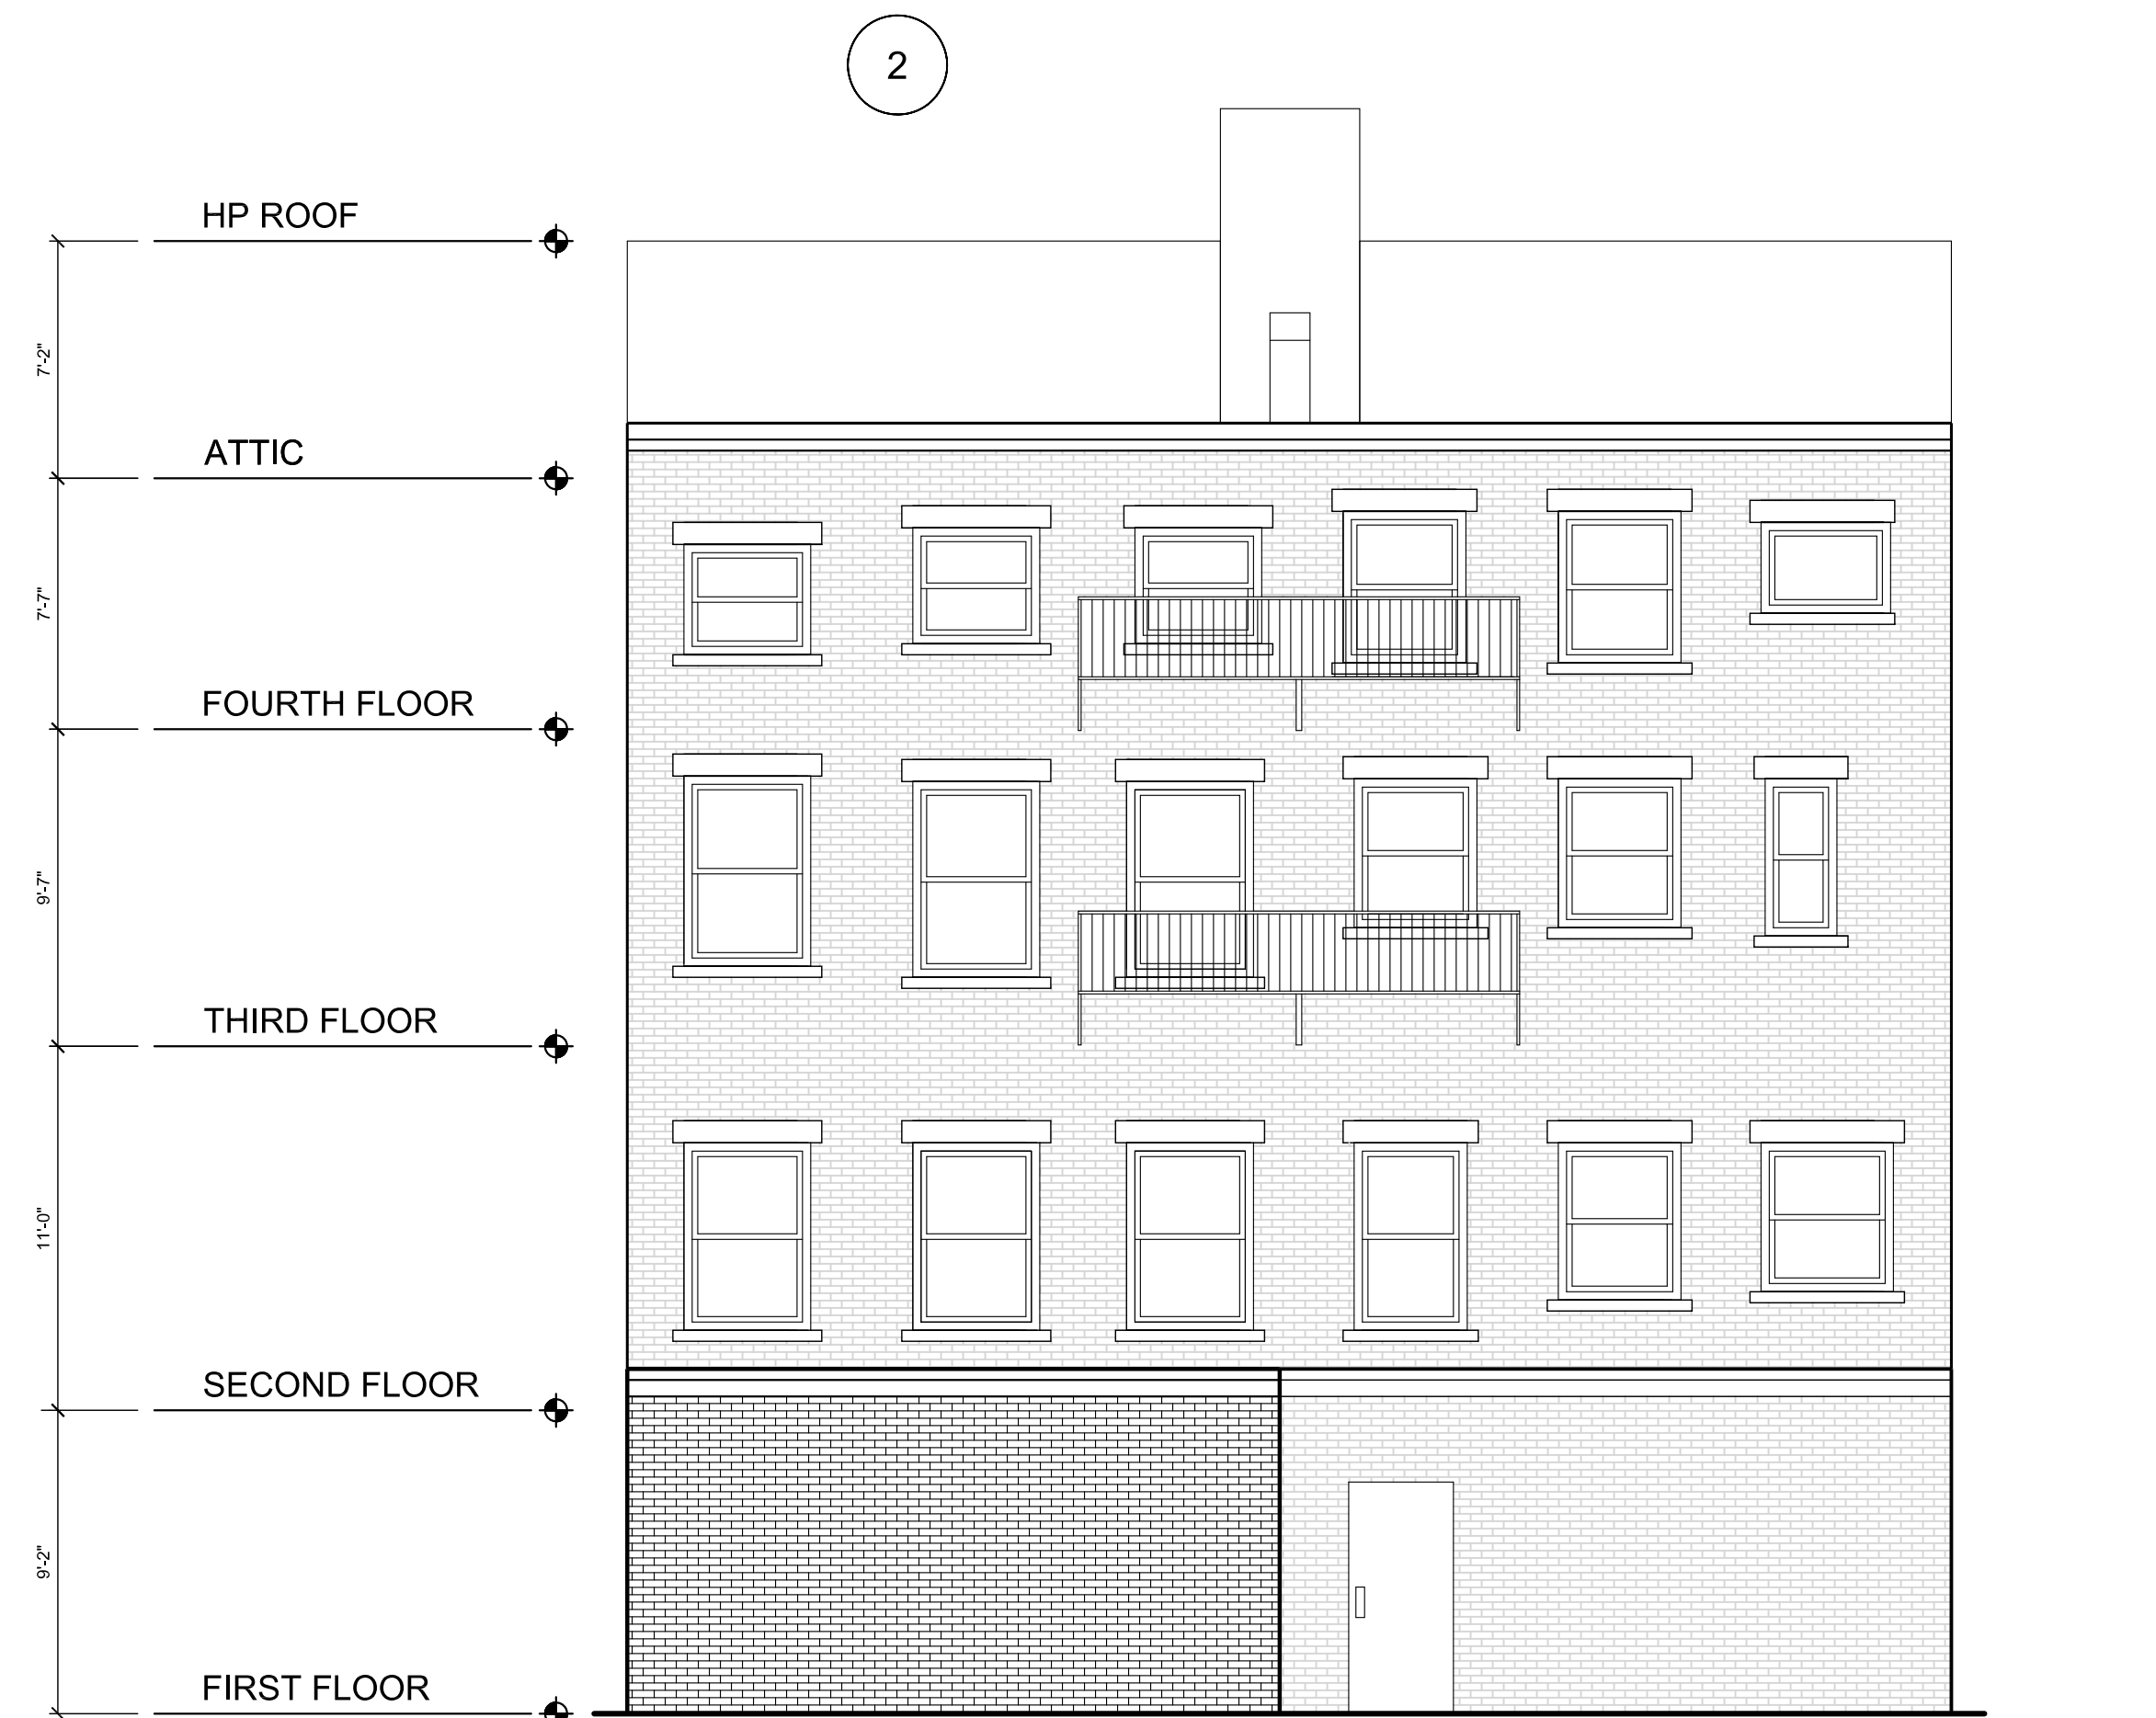 2
HP ROOF
7'-2"
ATTIC
7'-7"
FOURTH FLOOR
9'-7"
THIRD FLOOR
11'-0"
SECOND FLOOR
9'-2"
FIRST FLOOR